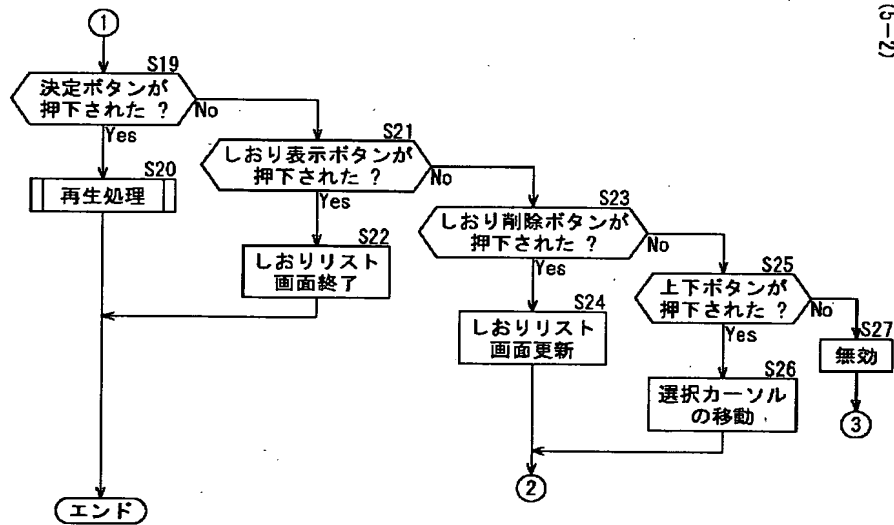 (5-2)
①
S19
決定ボタンが
押下された ?
No
Yes
S20
再生処理
S21
しおり表示ボタンが
押下された ?
No
Yes
S22
しおりリスト
画面終了
S23
しおり削除ボタンが
押下された ?
No
Yes
S24
しおりリスト
画面更新
S25
上下ボタンが
押下された ?
No
Yes
S26
選択カーソル
の移動
S27
無効
③
②
エンド